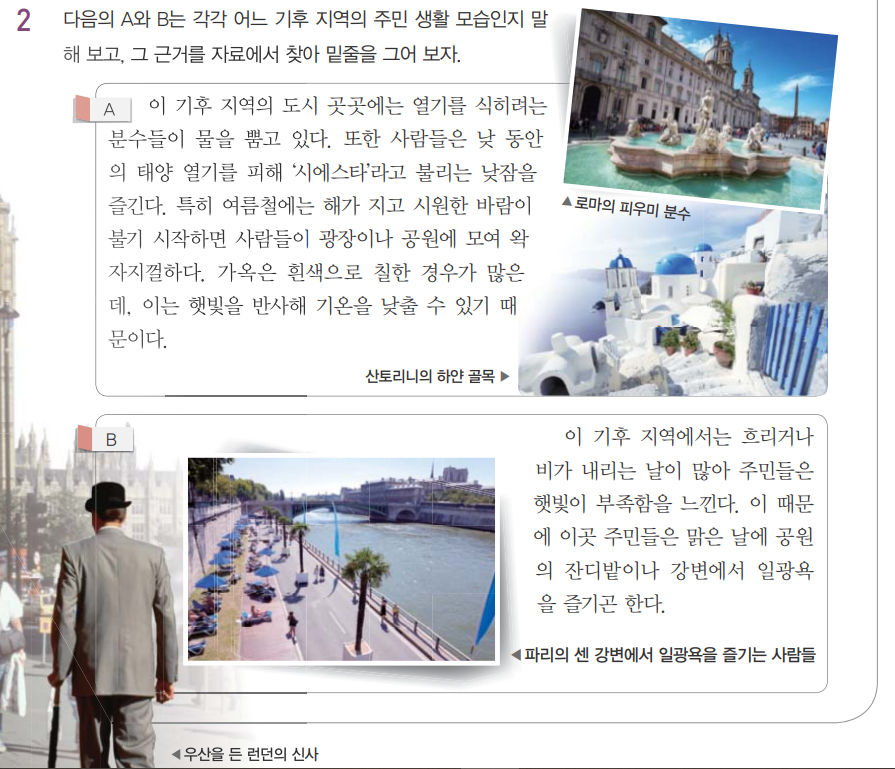 2 다음의 A와 B는 각각 어느 기후 지역의 주민 생활 모습인지 말
해 보고, 그 근거를 자료에서 찾아 밑줄을 그어 보자.
A 이 기후 지역의 도시 곳곳에는 열기를 식히려는
분수들이 물을 뿜고 있다. 또한 사람들은 낮 동안
의 태양 열기를 피해 ‘시에스타’라고 불리는 낮잠을
즐긴다. 특히 여름철에는 해가 지고 시원한 바람이
불기 시작하면 사람들이 광장이나 공원에 모여 왁
자지껄하다. 가옥은 흰색으로 칠한 경우가 많은
데, 이는 햇빛을 반사해 기온을 낮출 수 있기 때
문이다.
▲로마의 피우미 분수
산토리니의 하얀 골목 ▶
B 이 기후 지역에서는 흐리거나
비가 내리는 날이 많아 주민들은
햇빛이 부족함을 느낀다. 이 때문
에 이곳 주민들은 맑은 날에 공원
의 잔디밭이나 강변에서 일광욕
을 즐기곤 한다.
◀파리의 센 강변에서 일광욕을 즐기는 사람들
◀우산을 든 런던의 신사